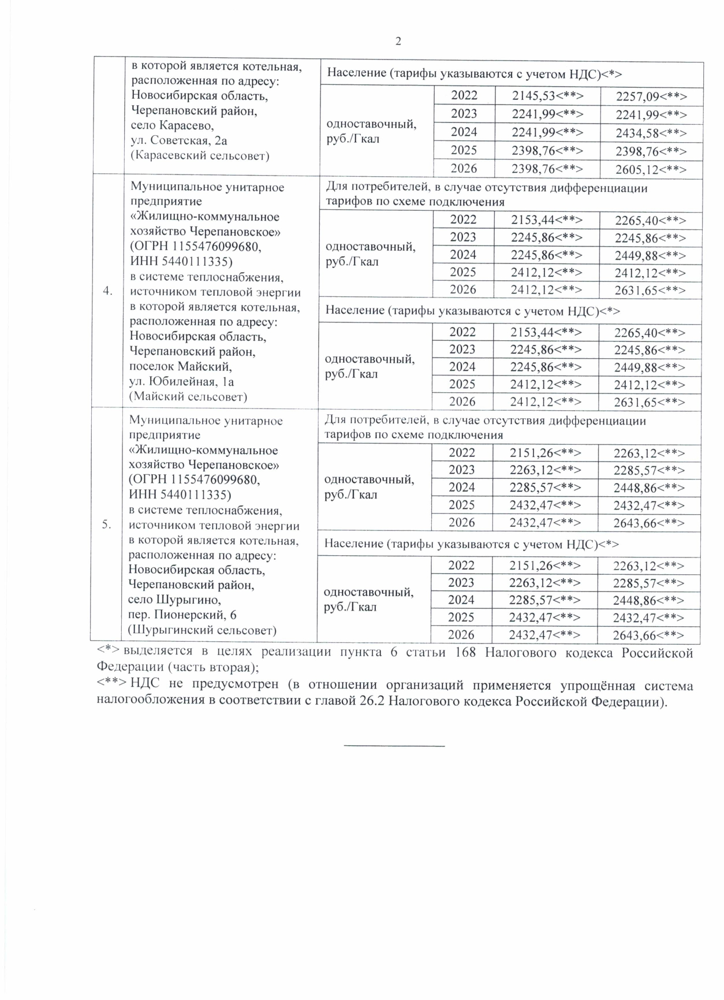 2
в которой является котельная,
расположенная по адресу:
Новосибирская область,
Черепановский район,
село Карасево,
ул. Советская, 2а
(Карасевский сельсовет)
Население (тарифы указываются с учетом НДС)<*>
одноставочный,
руб./Гкал
2022 2145,53<**> 2257,09<**>
2023 2241,99<**> 2241,99<**>
2024 2241,99<**> 2434,58<**>
2025 2398,76<**> 2398,76<**>
2026 2398,76<**> 2605,12<**>
4.
Муниципальное унитарное
предприятие
«Жилищно-коммунальное
хозяйство Черепановское»
(ОГРН 1155476099680,
ИНН 5440111335)
в системе теплоснабжения,
источником тепловой энергии
в которой является котельная,
расположенная по адресу:
Новосибирская область,
Черепановский район,
поселок Майский,
ул. Юбилейная, 1а
(Майский сельсовет)
Для потребителей, в случае отсутствия дифференциации
тарифов по схеме подключения
одноставочный,
руб./Гкал
2022 2153,44<**> 2265,40<**>
2023 2245,86<**> 2245,86<**>
2024 2245,86<**> 2449,88<**>
2025 2412,12<**> 2412,12<**>
2026 2412,12<**> 2631,65<**>
Население (тарифы указываются с учетом НДС)<*>
одноставочный,
руб./Гкал
2022 2153,44<**> 2265,40<**>
2023 2245,86<**> 2245,86<**>
2024 2245,86<**> 2449,88<**>
2025 2412,12<**> 2412,12<**>
2026 2412,12<**> 2631,65<**>
5.
Муниципальное унитарное
предприятие
«Жилищно-коммунальное
хозяйство Черепановское»
(ОГРН 1155476099680,
ИНН 5440111335)
в системе теплоснабжения,
источником тепловой энергии
в которой является котельная,
расположенная по адресу:
Новосибирская область,
Черепановский район,
село Шурыгино,
пер. Пионерский, 6
(Шурыгинский сельсовет)
Для потребителей, в случае отсутствия дифференциации
тарифов по схеме подключения
одноставочный,
руб./Гкал
2022 2151,26<**> 2263,12<**>
2023 2263,12<**> 2285,57<**>
2024 2285,57<**> 2448,86<**>
2025 2432,47<**> 2432,47<**>
2026 2432,47<**> 2643,66<**>
Население (тарифы указываются с учетом НДС)<*>
одноставочный,
руб./Гкал
2022 2151,26<**> 2263,12<**>
2023 2263,12<**> 2285,57<**>
2024 2285,57<**> 2448,86<**>
2025 2432,47<**> 2432,47<**>
2026 2432,47<**> 2643,66<**>
<*> выделяется в целях реализации пункта 6 статьи 168 Налогового кодекса Российской
Федерации (часть вторая);
<**> НДС не предусмотрен (в отношении организаций применяется упрощённая система
налогообложения в соответствии с главой 26.2 Налогового кодекса Российской Федерации).